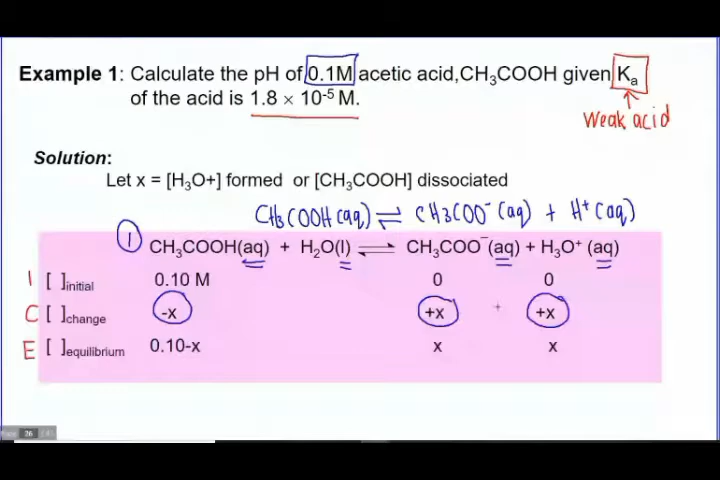 Example 1: Calculate the pH of 0.1M acetic acid,CH₃COOH given Kₐ
of the acid is 1.8 × 10⁻⁵ M.
Weak acid
Solution:
Let x = [H₃O+] formed or [CH₃COOH] dissociated
CH₃COOH(aq) ⇌ CH₃COO⁻(aq) + H⁺(aq)
① CH₃COOH(aq) + H₂O(l) ⇌ CH₃COO⁻(aq) + H₃O⁺ (aq)
I [ ]initial 0.10 M 0 0
C [ ]change -x +x +x
E [ ]equilibrium 0.10-x x x
26